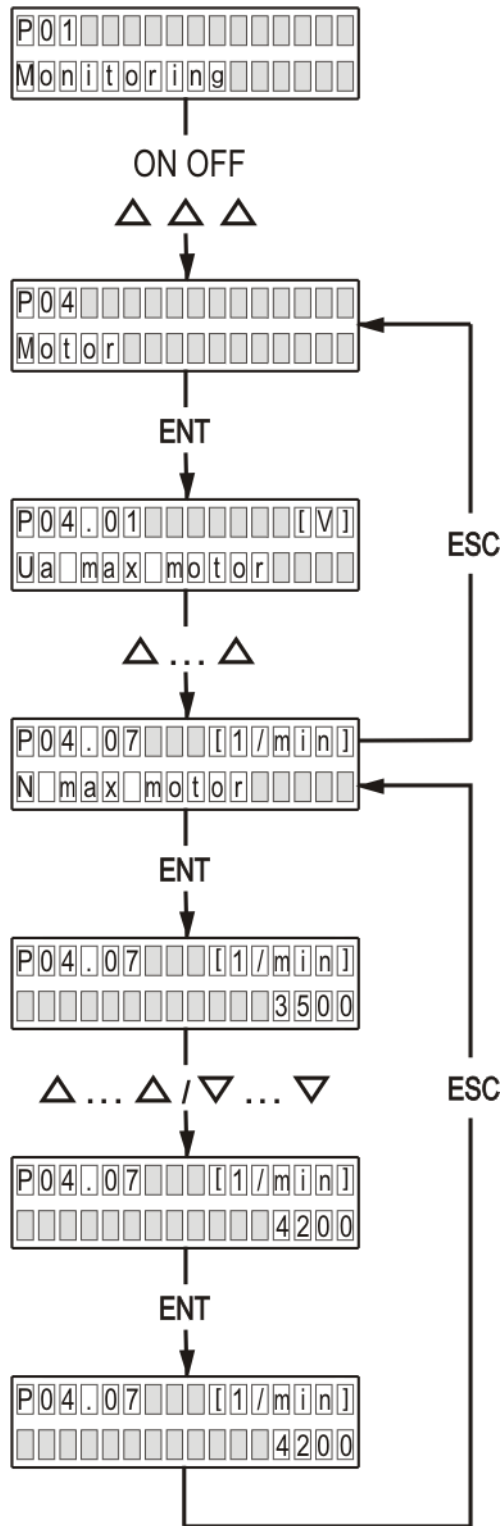 P01
Monitoring
ON OFF
△ △ △
P04
Motor
ENT
P04.01 [V]
Ua max motor
ESC
△ ... △
P04.07 [1/min]
N max motor
ENT
P04.07 [1/min]
3500
△ ... △ / ▽ ... ▽
ESC
P04.07 [1/min]
4200
ENT
P04.07 [1/min]
4200